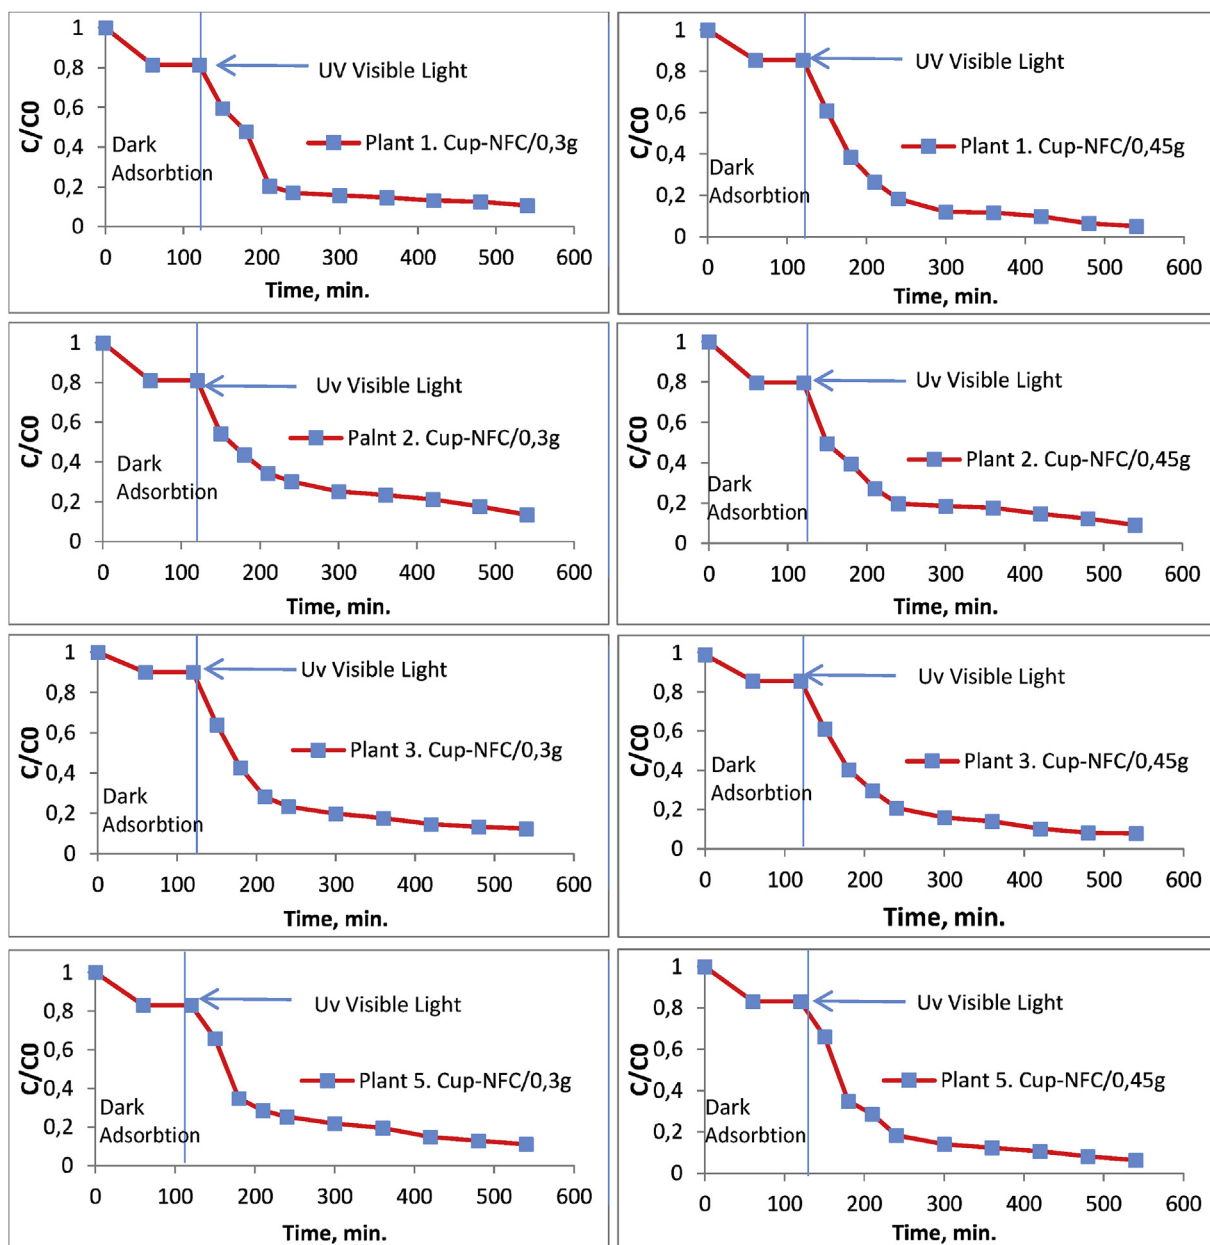 1
0,8
0,6
0,4
0,2
0
C/C0
UV Visible Light
Plant 1. Cup-NFC/0,3g
Dark
Adsorbtion
0 100 200 300 400 500 600
Time, min.
1
0,8
0,6
0,4
0,2
0
C/C0
UV Visible Light
Plant 1. Cup-NFC/0,45g
Dark
Adsorbtion
0 100 200 300 400 500 600
Time, min.
1
0,8
0,6
0,4
0,2
0
C/C0
Uv Visible Light
Palnt 2. Cup-NFC/0,3g
Dark
Adsorbtion
0 100 200 300 400 500 600
Time, min.
1
0,8
0,6
0,4
0,2
0
C/C0
Uv Visible Light
Plant 2. Cup-NFC/0,45g
Dark
Adsorbtion
0 100 200 300 400 500 600
Time, min.
1
0,8
0,6
0,4
0,2
0
C/C0
Uv Visible Light
Plant 3. Cup-NFC/0,3g
Dark
Adsorbtion
0 100 200 300 400 500 600
Time, min.
1
0,8
0,6
0,4
0,2
0
C/C0
Uv Visible Light
Plant 3. Cup-NFC/0,45g
Dark
Adsorbtion
0 100 200 300 400 500 600
Time, min.
1
0,8
0,6
0,4
0,2
0
C/C0
Uv Visible Light
Plant 5. Cup-NFC/0,3g
Dark
Adsorbtion
0 100 200 300 400 500 600
Time, min.
1
0,8
0,6
0,4
0,2
0
C/C0
Uv Visible Light
Plant 5. Cup-NFC/0,45g
Dark
Adsorbtion
0 100 200 300 400 500 600
Time, min.